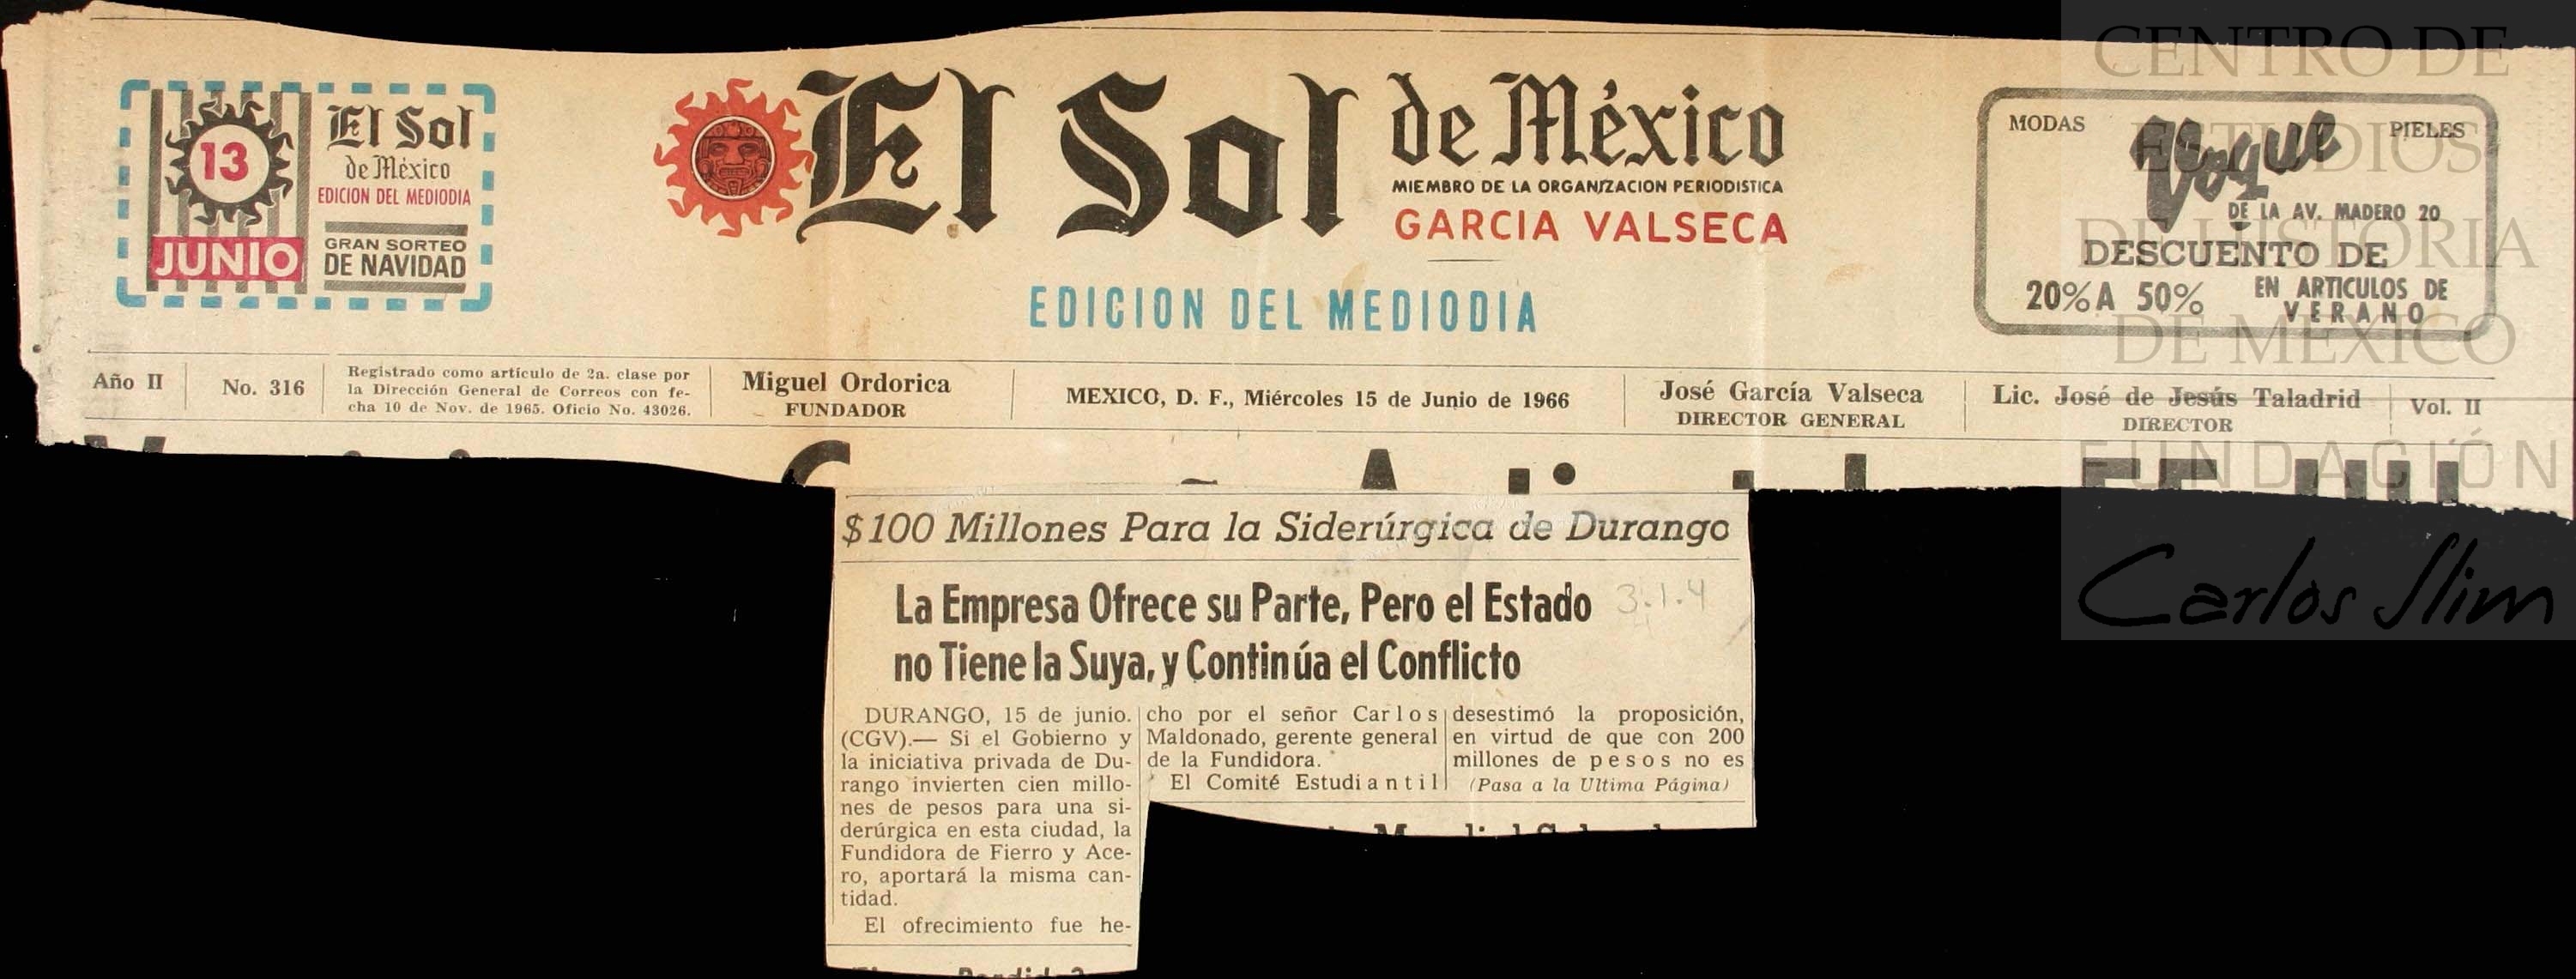 13
JUNIO
El Sol
de México
EDICION DEL MEDIODIA
GRAN SORTEO
DE NAVIDAD
El Sol de México
MIEMBRO DE LA ORGANIZACION PERIODISTICA
GARCIA VALSECA
EDICION DEL MEDIODIA
MODAS
Vogue
PIELES
DE LA AV. MADERO 20
DESCUENTO DE
20% A 50%
EN ARTICULOS DE
VERANO
Año II
No. 316
Registrado como artículo de 2a. clase por
la Dirección General de Correos con fe-
cha 10 de Nov. de 1965. Oficio No. 43026.
Miguel Ordorica
FUNDADOR
MEXICO, D. F., Miércoles 15 de Junio de 1966
José García Valseca
DIRECTOR GENERAL
Lic. José de Jesús Taladrid
DIRECTOR
Vol. II
$100 Millones Para la Siderúrgica de Durango
La Empresa Ofrece su Parte, Pero el Estado
no Tiene la Suya, y Continúa el Conflicto
3.1.4
DURANGO, 15 de junio.
(CGV).— Si el Gobierno y
la iniciativa privada de Du-
rango invierten cien millo-
nes de pesos para una si-
derúrgica en esta ciudad, la
Fundidora de Fierro y Ace-
ro, aportará la misma can-
tidad.
El ofrecimiento fue he-
cho por el señor Carlos
Maldonado, gerente general
de la Fundidora.
El Comité Estudiantil
desestimó la proposición,
en virtud de que con 200
millones de pesos no es
(Pasa a la Ultima Página)
CENTRO DE
ESTUDIOS
DE HISTORIA
DE MEXICO
FUNDACIÓN
Carlos Slim